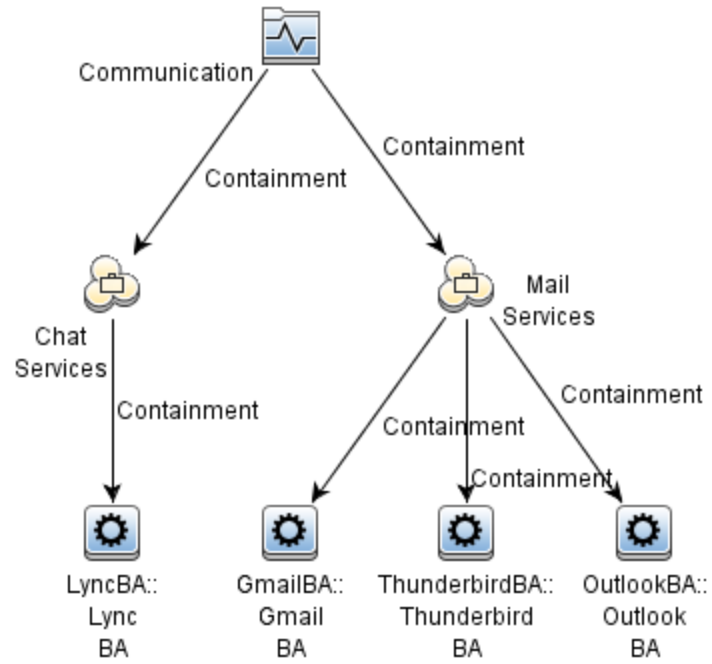 Communication
Containment
Containment
Mail
Services
Chat
Services
Containment
Containment
Containment
Containment
LyncBA::
Lync
BA
GmailBA::
Gmail
BA
ThunderbirdBA::
Thunderbird
BA
OutlookBA::
Outlook
BA